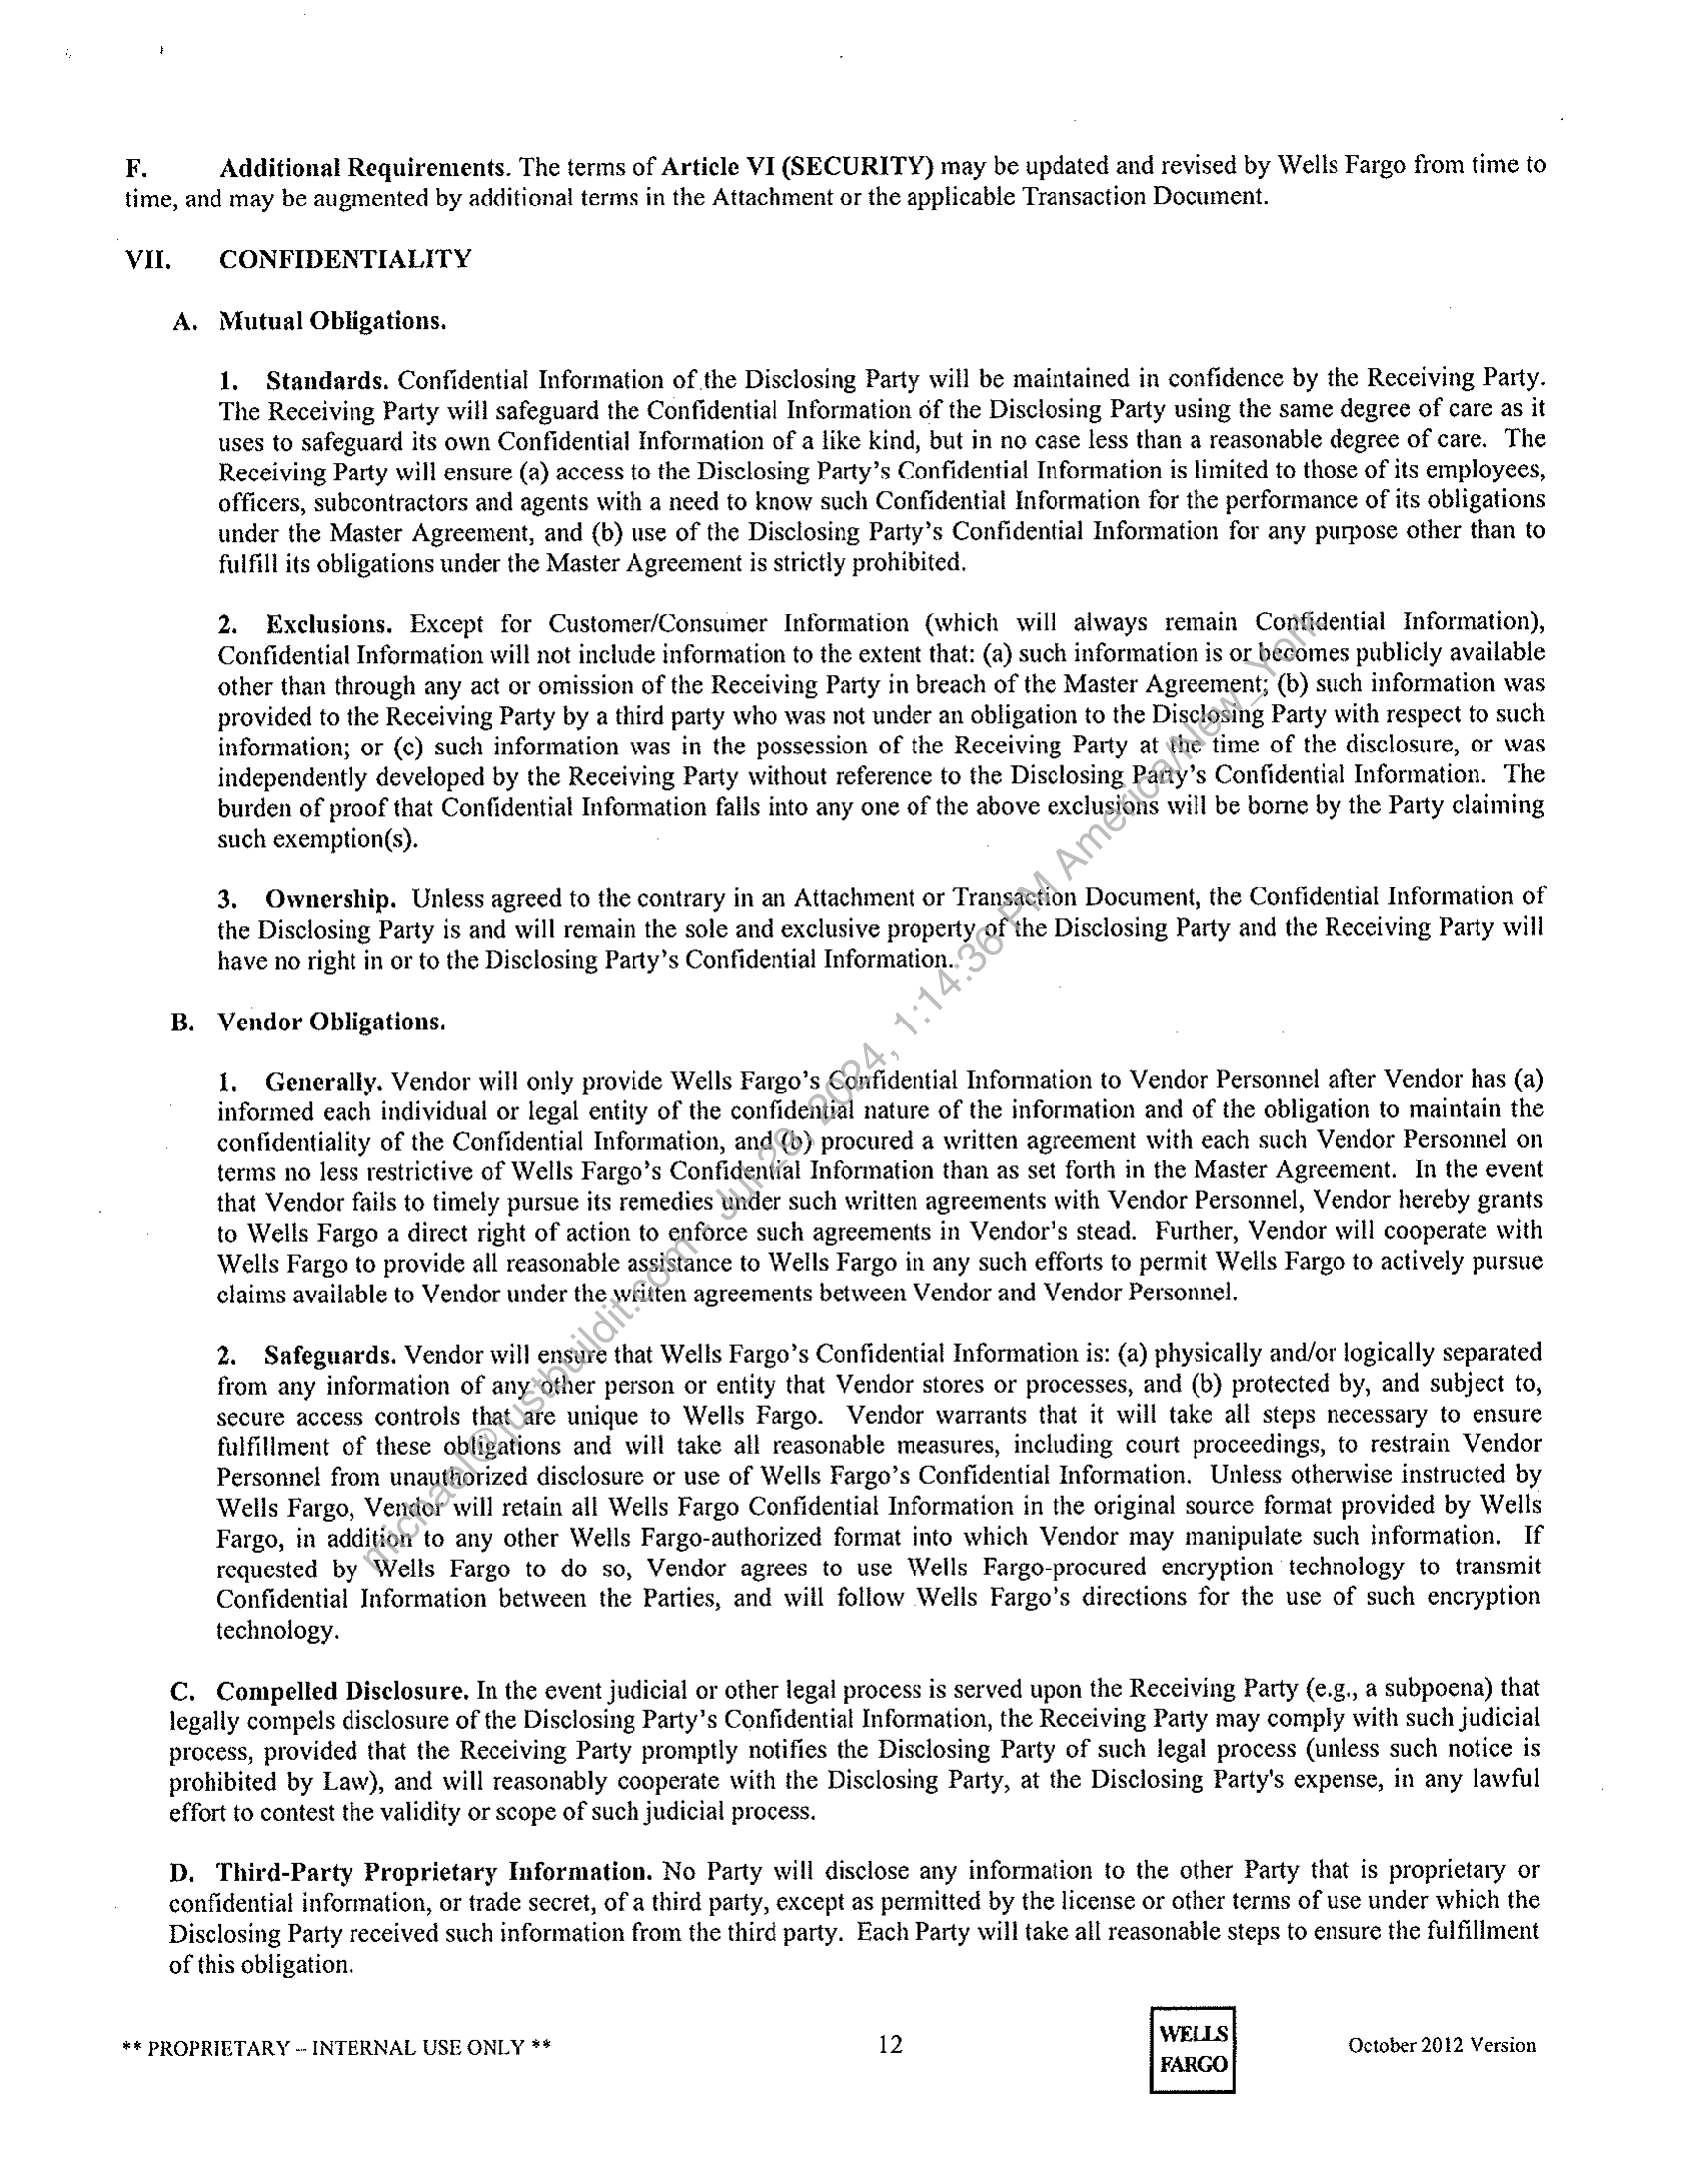 F. Additional Requirements. The terms of Article VI (SECURITY) may be updated and revised by Wells Fargo from time to
time, and may be augmented by additional terms in the Attachment or the applicable Transaction Document.
VII. CONFIDENTIALITY
A. Mutual Obligations.
1. Standards. Confidential Information of the Disclosing Party will be maintained in confidence by the Receiving Party.
The Receiving Party will safeguard the Confidential Information of the Disclosing Party using the same degree of care as it
uses to safeguard its own Confidential Information of a like kind, but in no case less than a reasonable degree of care. The
Receiving Party will ensure (a) access to the Disclosing Party's Confidential Information is limited to those of its employees,
officers, subcontractors and agents with a need to know such Confidential Information for the performance of its obligations
under the Master Agreement, and (b) use of the Disclosing Party's Confidential Information for any purpose other than to
fulfill its obligations under the Master Agreement is strictly prohibited.
2. Exclusions. Except for Customer/Consumer Information (which will always remain Confidential Information),
Confidential Information will not include information to the extent that: (a) such information is or becomes publicly available
other than through any act or omission of the Receiving Party in breach of the Master Agreement; (b) such information was
provided to the Receiving Party by a third party who was not under an obligation to the Disclosing Party with respect to such
information; or (c) such information was in the possession of the Receiving Party at the time of the disclosure, or was
independently developed by the Receiving Party without reference to the Disclosing Party's Confidential Information. The
burden of proof that Confidential Information falls into any one of the above exclusions will be borne by the Party claiming
such exemption(s).
3. Ownership. Unless agreed to the contrary in an Attachment or Transaction Document, the Confidential Information of
the Disclosing Party is and will remain the sole and exclusive property of the Disclosing Party and the Receiving Party will
have no right in or to the Disclosing Party's Confidential Information.
B. Vendor Obligations.
1. Generally. Vendor will only provide Wells Fargo's Confidential Information to Vendor Personnel after Vendor has (a)
informed each individual or legal entity of the confidential nature of the information and of the obligation to maintain the
confidentiality of the Confidential Information, and (b) procured a written agreement with each such Vendor Personnel on
terms no less restrictive of Wells Fargo's Confidential Information than as set forth in the Master Agreement. In the event
that Vendor fails to timely pursue its remedies under such written agreements with Vendor Personnel, Vendor hereby grants
to Wells Fargo a direct right of action to enforce such agreements in Vendor's stead. Further, Vendor will cooperate with
Wells Fargo to provide all reasonable assistance to Wells Fargo in any such efforts to permit Wells Fargo to actively pursue
claims available to Vendor under the written agreements between Vendor and Vendor Personnel.
2. Safeguards. Vendor will ensure that Wells Fargo's Confidential Information is: (a) physically and/or logically separated
from any information of any other person or entity that Vendor stores or processes, and (b) protected by, and subject to,
secure access controls that are unique to Wells Fargo. Vendor warrants that it will take all steps necessary to ensure
fulfillment of these obligations and will take all reasonable measures, including court proceedings, to restrain Vendor
Personnel from unauthorized disclosure or use of Wells Fargo's Confidential Information. Unless otherwise instructed by
Wells Fargo, Vendor will retain all Wells Fargo Confidential Information in the original source format provided by Wells
Fargo, in addition to any other Wells Fargo-authorized format into which Vendor may manipulate such information. If
requested by Wells Fargo to do so, Vendor agrees to use Wells Fargo-procured encryption technology to transmit
Confidential Information between the Parties, and will follow Wells Fargo's directions for the use of such encryption
technology.
C. Compelled Disclosure. In the event judicial or other legal process is served upon the Receiving Party (e.g., a subpoena) that
legally compels disclosure of the Disclosing Party's Confidential Information, the Receiving Party may comply with such judicial
process, provided that the Receiving Party promptly notifies the Disclosing Party of such legal process (unless such notice is
prohibited by Law), and will reasonably cooperate with the Disclosing Party, at the Disclosing Party's expense, in any lawful
effort to contest the validity or scope of such judicial process.
D. Third-Party Proprietary Information. No Party will disclose any information to the other Party that is proprietary or
confidential information, or trade secret, of a third party, except as permitted by the license or other terms of use under which the
Disclosing Party received such information from the third party. Each Party will take all reasonable steps to ensure the fulfillment
of this obligation.
** PROPRIETARY – INTERNAL USE ONLY **
12
WELLS
FARGO
October 2012 Version
michael@justbuildit.com - Jul 29, 2024, 1:14:36 PM America/New_York